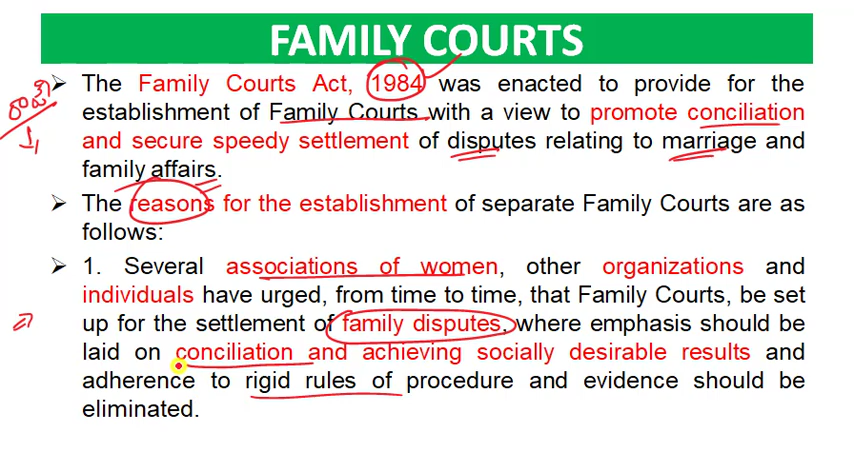 FAMILY COURTS
➢ The Family Courts Act, 1984 was enacted to provide for the
establishment of Family Courts with a view to promote conciliation
and secure speedy settlement of disputes relating to marriage and
family affairs.
➢ The reasons for the establishment of separate Family Courts are as
follows:
➢ 1. Several associations of women, other organizations and
individuals have urged, from time to time, that Family Courts, be set
up for the settlement of family disputes, where emphasis should be
laid on conciliation and achieving socially desirable results and
adherence to rigid rules of procedure and evidence should be
eliminated.